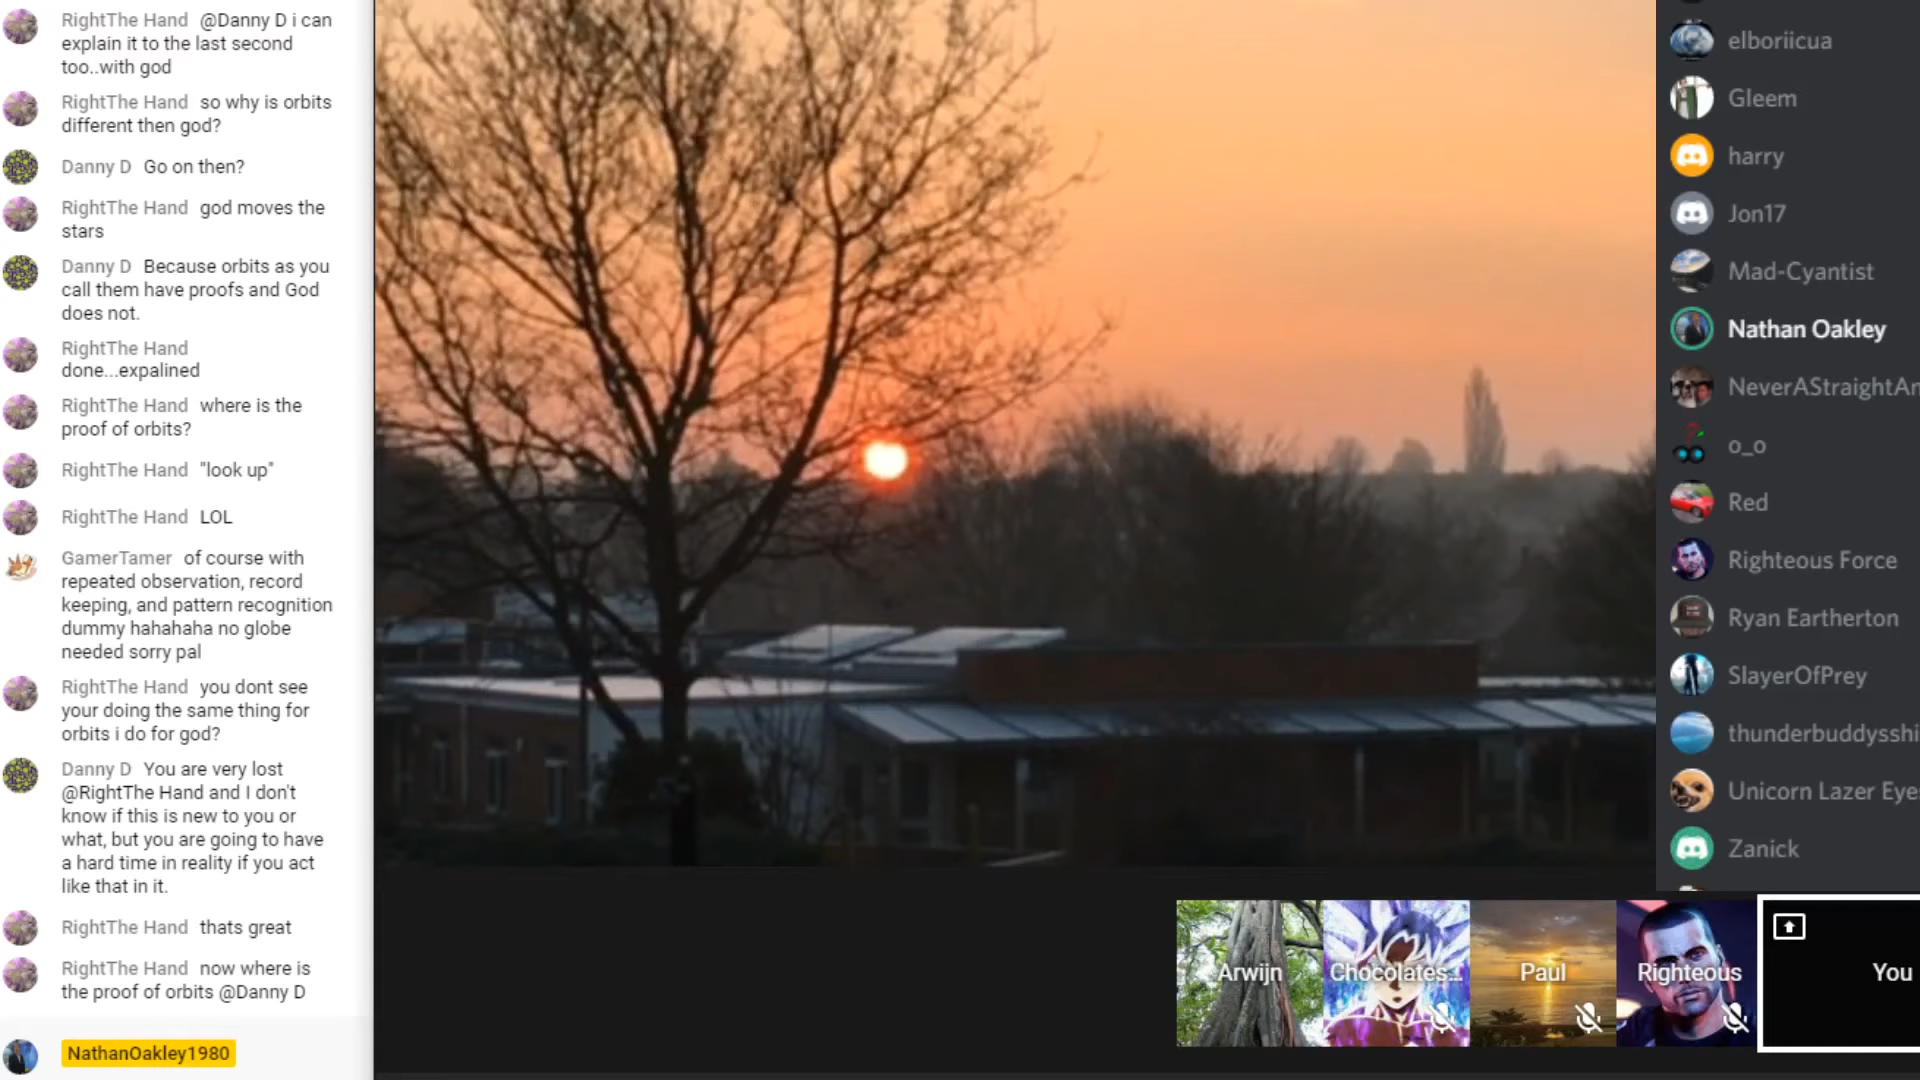 RightThe Hand @Danny D i can
explain it to the last second
too..with god
RightThe Hand so why is orbits
different then god?
Danny D Go on then?
RightThe Hand god moves the
stars
Danny D Because orbits as you
call them have proofs and God
does not.
RightThe Hand
done...expalined
RightThe Hand where is the
proof of orbits?
RightThe Hand "look up"
RightThe Hand LOL
GamerTamer of course with
repeated observation, record
keeping, and pattern recognition
dummy hahahaha no globe
needed sorry pal
RightThe Hand you dont see
your doing the same thing for
orbits i do for god?
Danny D You are very lost
@RightThe Hand and I don't
know if this is new to you or
what, but you are going to have
a hard time in reality if you act
like that in it.
RightThe Hand thats great
RightThe Hand now where is
the proof of orbits @Danny D
NathanOakley1980
elboriicua
Gleem
harry
Jon17
Mad-Cyantist
Nathan Oakley
NeverAStraightAn
o_o
Red
Righteous Force
Ryan Eartherton
SlayerOfPrey
thunderbuddysshi
Unicorn Lazer Eye
Zanick
Arwijn
Chocolates...
Paul
Righteous
You